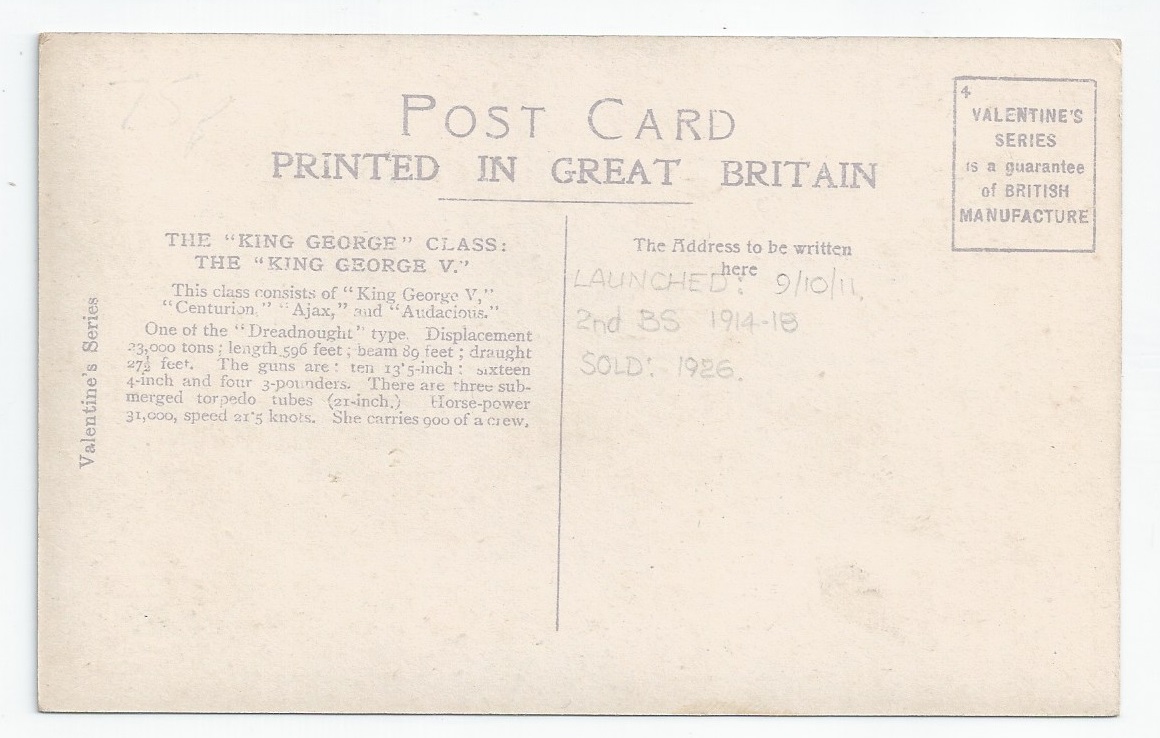 POST CARD
PRINTED IN GREAT BRITAIN
4
VALENTINE'S
SERIES
is a guarantee
of BRITISH
MANUFACTURE
Valentine's Series
THE "KING GEORGE" CLASS:
THE "KING GEORGE V."
This class consists of "King George V,"
"Centurion," "Ajax," and "Audacious."
One of the "Dreadnought" type. Displacement
23,000 tons; length 596 feet; beam 89 feet; draught
27½ feet. The guns are: ten 13'5-inch: sixteen
4-inch and four 3-pounders. There are three sub-
merged torpedo tubes (21-inch.) Horse-power
31,000, speed 21'5 knots. She carries 900 of a crew.
The Address to be written
here
LAUNCHED: 9/10/11.
2nd BS 1914-18
SOLD: 1926.